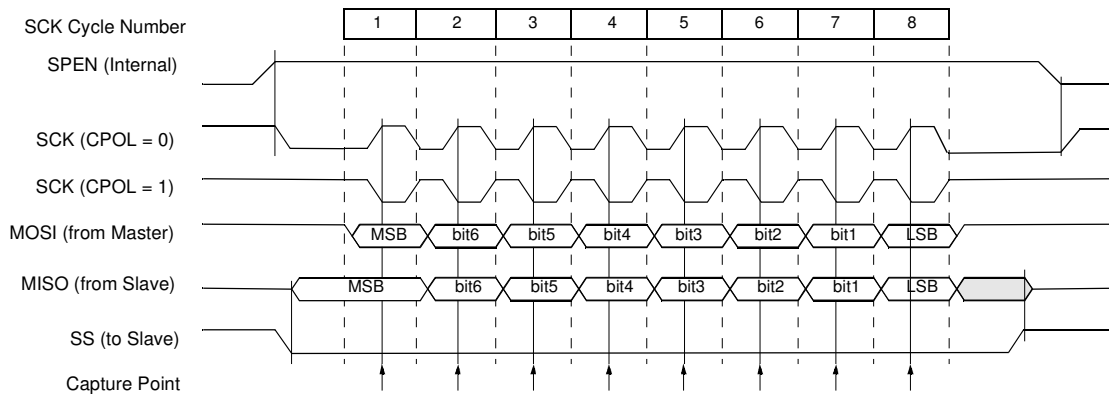 SCK Cycle Number 1 2 3 4 5 6 7 8
SPEN (Internal)
SCK (CPOL = 0)
SCK (CPOL = 1)
MOSI (from Master) MSB bit6 bit5 bit4 bit3 bit2 bit1 LSB
MISO (from Slave) MSB bit6 bit5 bit4 bit3 bit2 bit1 LSB
SS (to Slave)
Capture Point